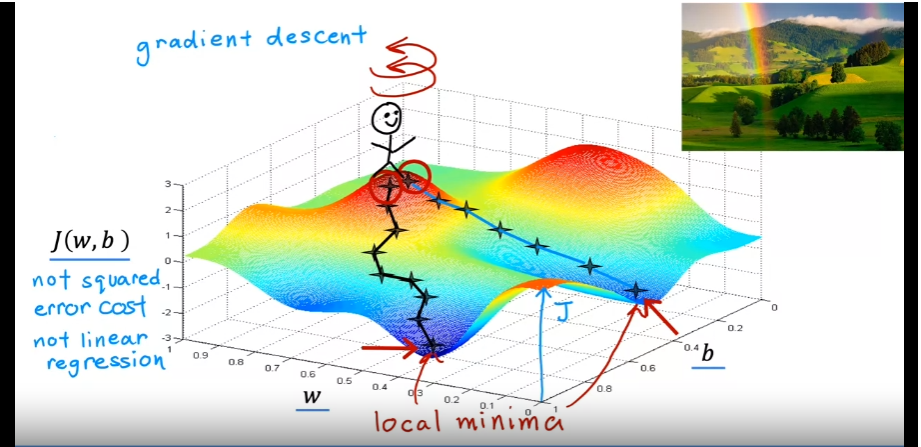 gradient descent
3
2
1
0
-1
-2
-3
J(w,b)
not squared
error cost
not linear
regression
J
1
0.9
0.8
0.7
0.6
0.5
0.4
0.3
0.2
0.1
0
w
1
0.8
0.6
0.4
0.2
0
b
local minima